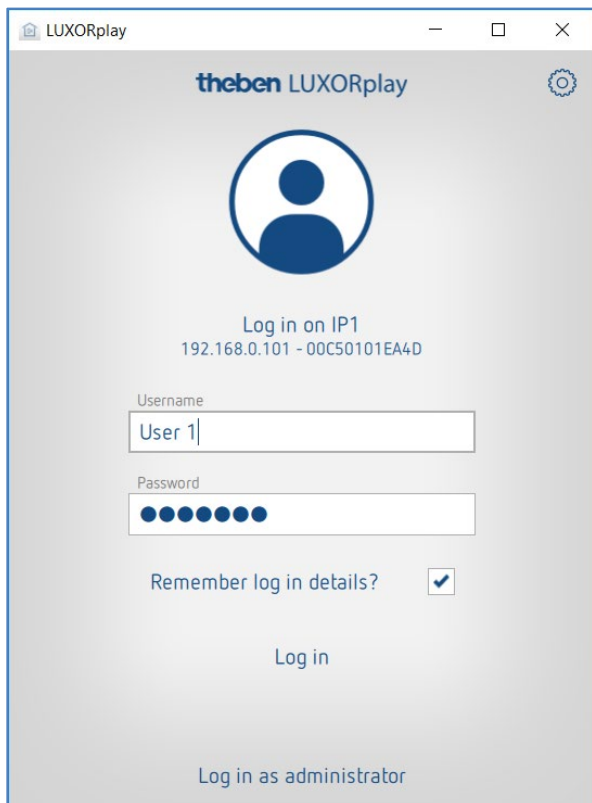 LUXORplay
theben LUXORplay
Log in on IP1
192.168.0.101 - 00C50101EA4D
Username
User 1
Password
●●●●●●●
Remember log in details?
Log in
Log in as administrator